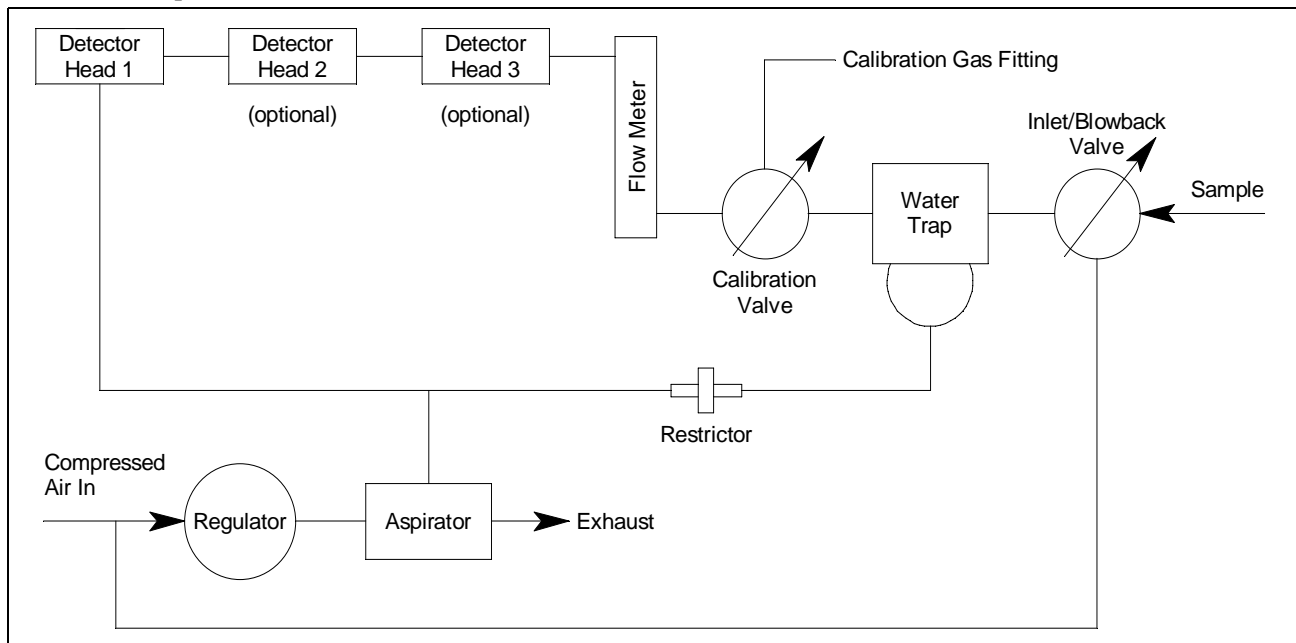 Detector
Head 1
Detector
Head 2
(optional)
Detector
Head 3
(optional)
Flow Meter
Calibration Gas Fitting
Calibration
Valve
Water
Trap
Inlet/Blowback
Valve
Sample
Restrictor
Compressed
Air In
Regulator
Aspirator
Exhaust